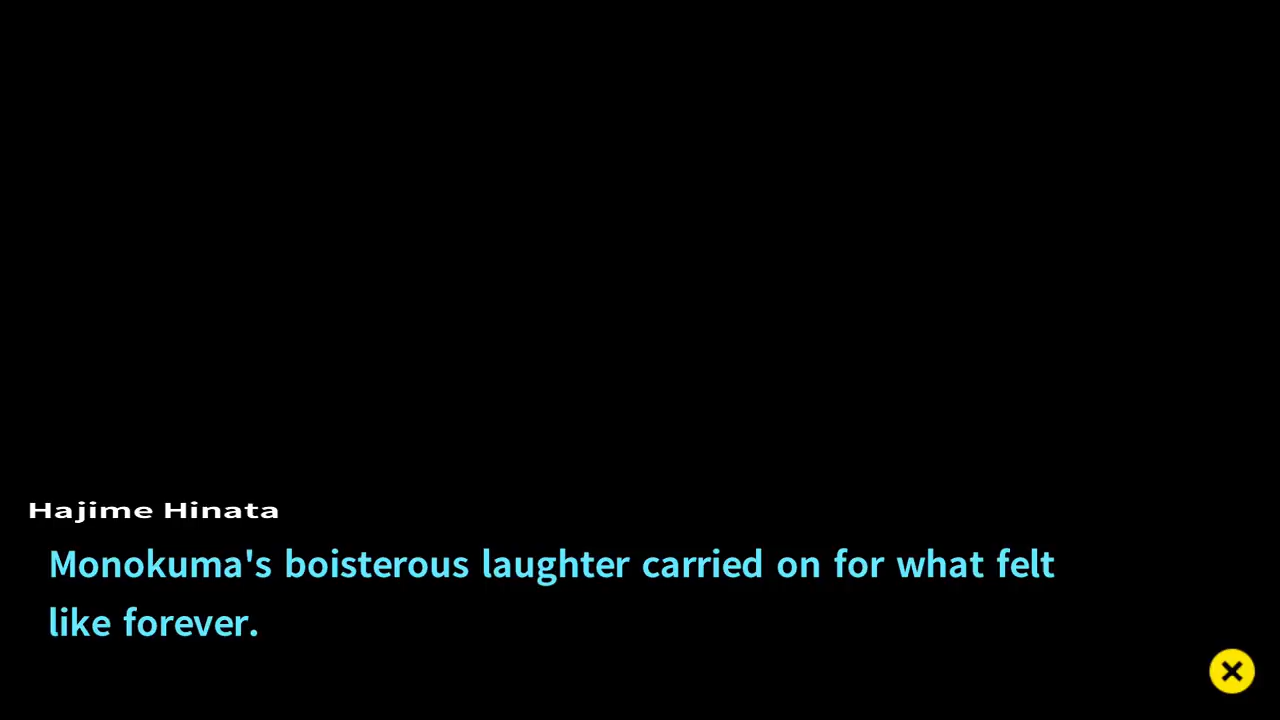 Hajime Hinata
Monokuma's boisterous laughter carried on for what felt
like forever.